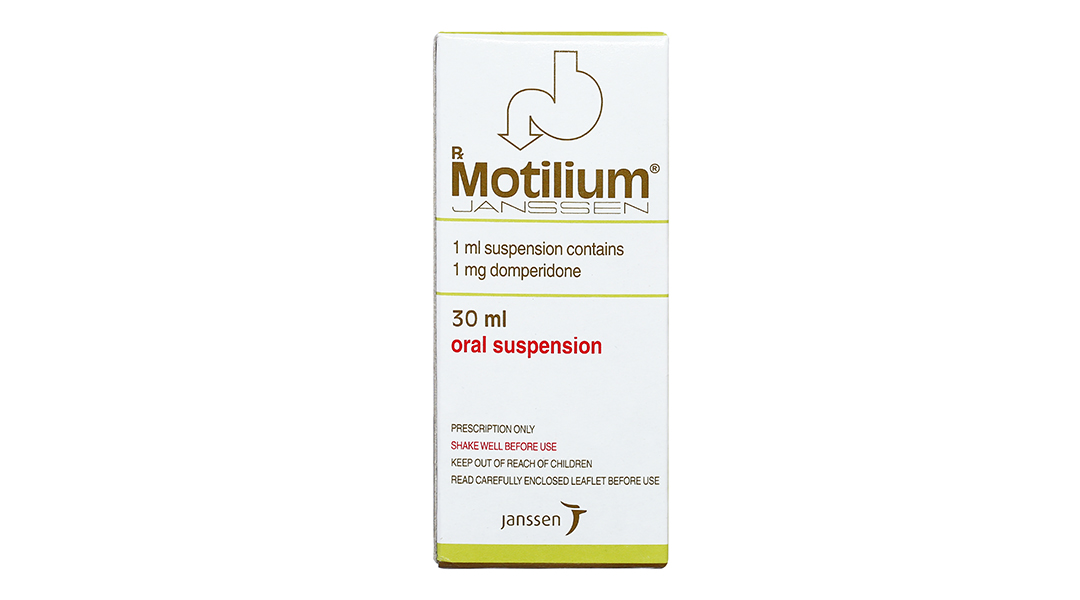 Rx
Motilium®
JANSSEN
1 ml suspension contains
1 mg domperidone
30 ml
oral suspension
PRESCRIPTION ONLY
SHAKE WELL BEFORE USE
KEEP OUT OF REACH OF CHILDREN
READ CAREFULLY ENCLOSED LEAFLET BEFORE USE
janssen